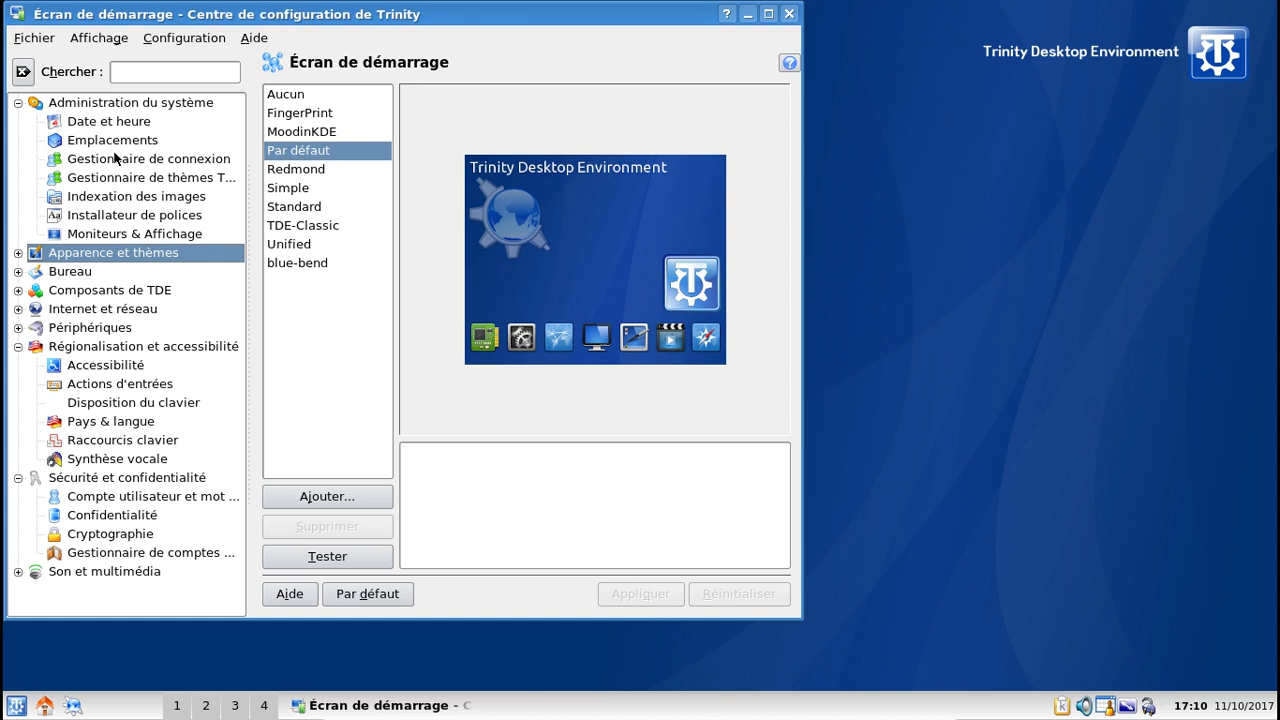 Écran de démarrage - Centre de configuration de Trinity
Fichier Affichage Configuration Aide
Trinity Desktop Environment
Chercher :
Écran de démarrage
Administration du système
Date et heure
Emplacements
Gestionnaire de connexion
Gestionnaire de thèmes T...
Indexation des images
Installateur de polices
Moniteurs & Affichage
Apparence et thèmes
Bureau
Composants de TDE
Internet et réseau
Périphériques
Régionalisation et accessibilité
Accessibilité
Actions d'entrées
Disposition du clavier
Pays & langue
Raccourcis clavier
Synthèse vocale
Sécurité et confidentialité
Compte utilisateur et mot ...
Confidentialité
Cryptographie
Gestionnaire de comptes ...
Son et multimédia
Aucun
FingerPrint
MoodinKDE
Par défaut
Redmond
Simple
Standard
TDE-Classic
Unified
blue-bend
Trinity Desktop Environment
Ajouter...
Supprimer
Tester
Aide Par défaut Appliquer Réinitialiser
1 2 3 4 Écran de démarrage - C 17:10 11/10/2017